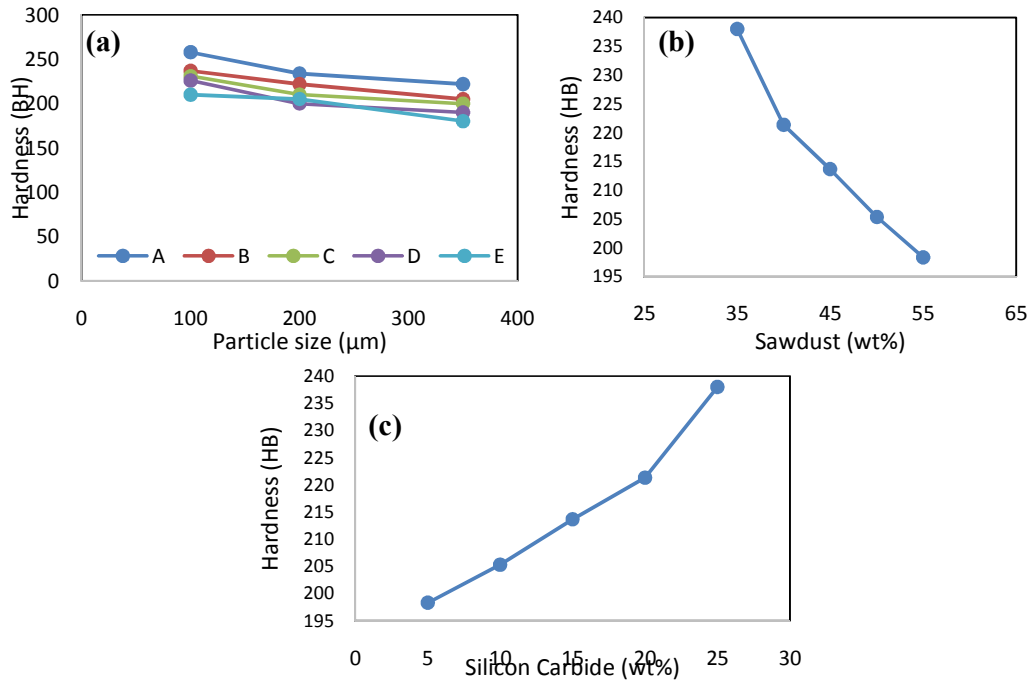 (a)
Hardness (BH)
300
250
200
150
100
50
0
A B C D E
0 100 200 300 400
Particle size (µm)
(b)
Hardness (HB)
240
235
230
225
220
215
210
205
200
195
25 35 45 55 65
Sawdust (wt%)
(c)
Hardness (HB)
240
235
230
225
220
215
210
205
200
195
0 5 10 15 20 25 30
Silicon Carbide (wt%)